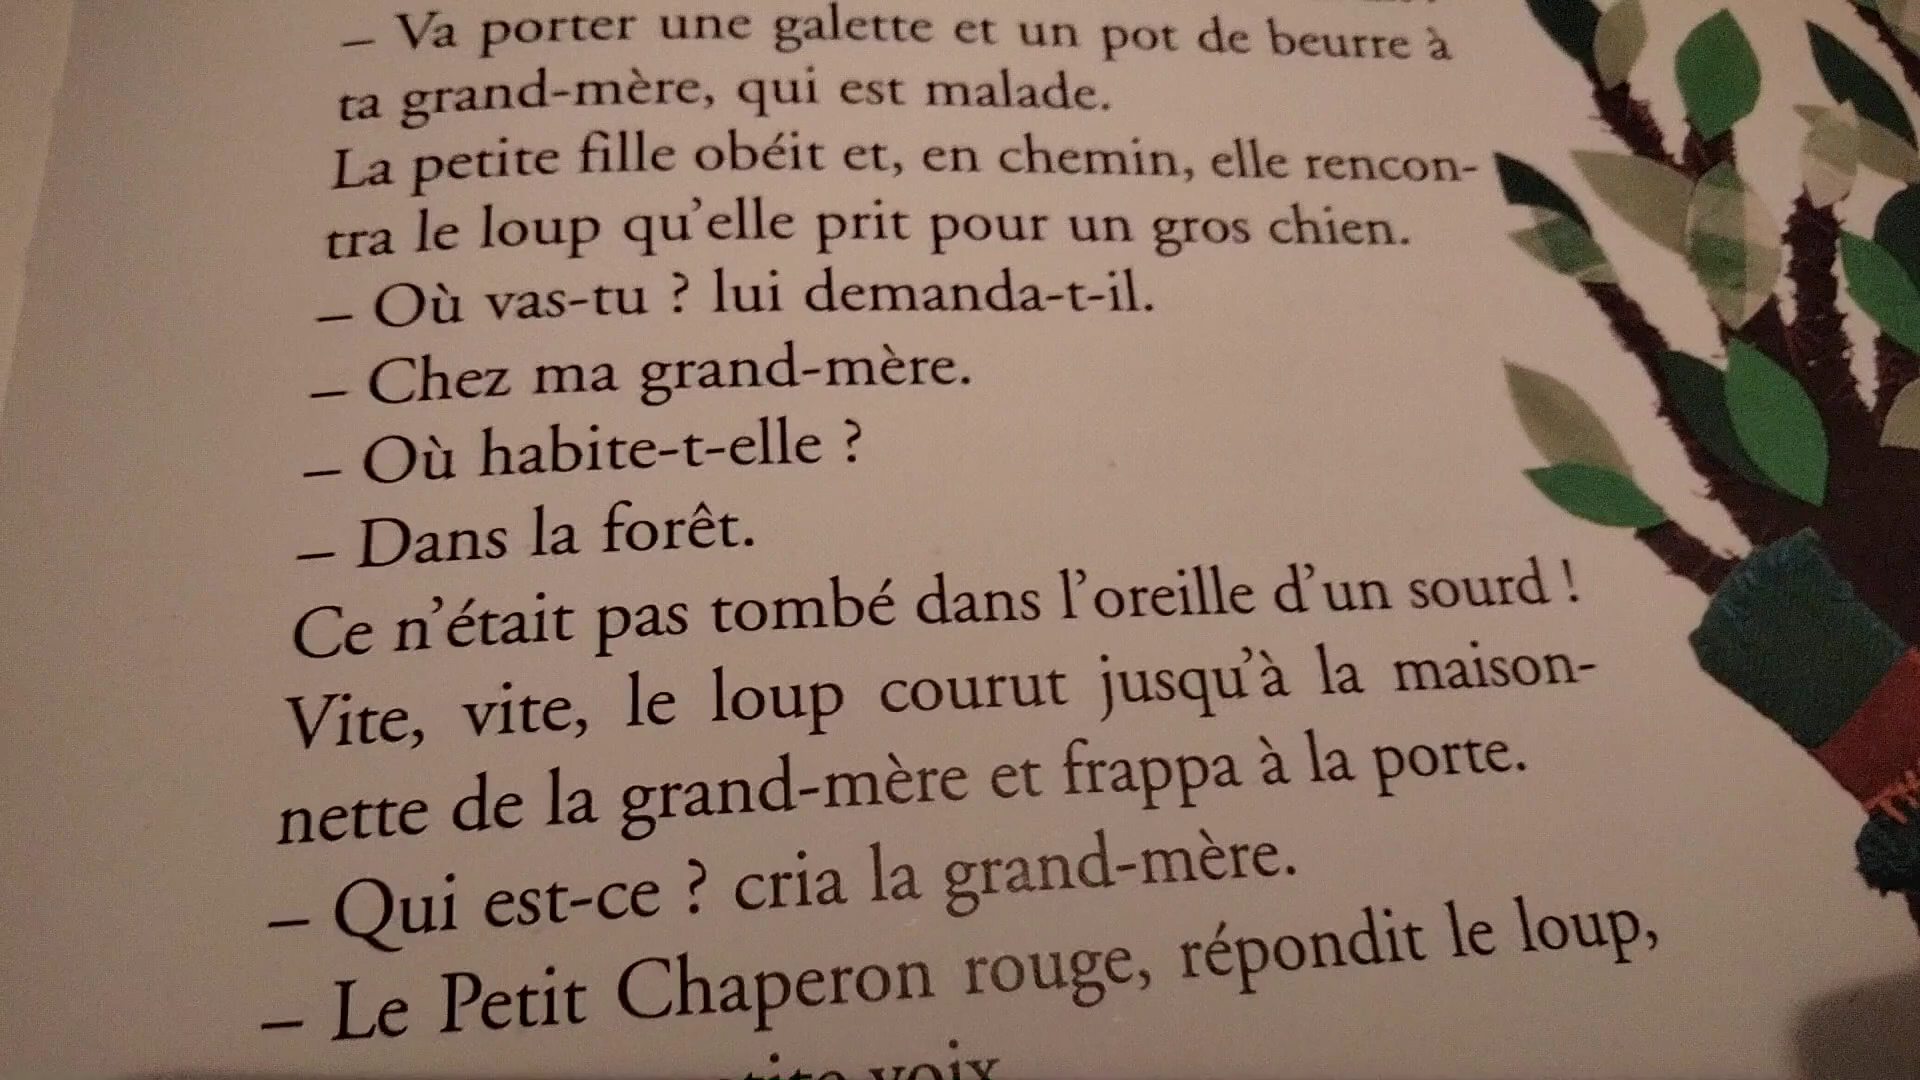 – Va porter une galette et un pot de beurre à
ta grand-mère, qui est malade.
La petite fille obéit et, en chemin, elle rencon-
tra le loup qu'elle prit pour un gros chien.
– Où vas-tu ? lui demanda-t-il.
– Chez ma grand-mère.
– Où habite-t-elle ?
– Dans la forêt.
Ce n'était pas tombé dans l'oreille d'un sourd !
Vite, vite, le loup courut jusqu'à la maison-
nette de la grand-mère et frappa à la porte.
– Qui est-ce ? cria la grand-mère.
– Le Petit Chaperon rouge, répondit le loup,
voix